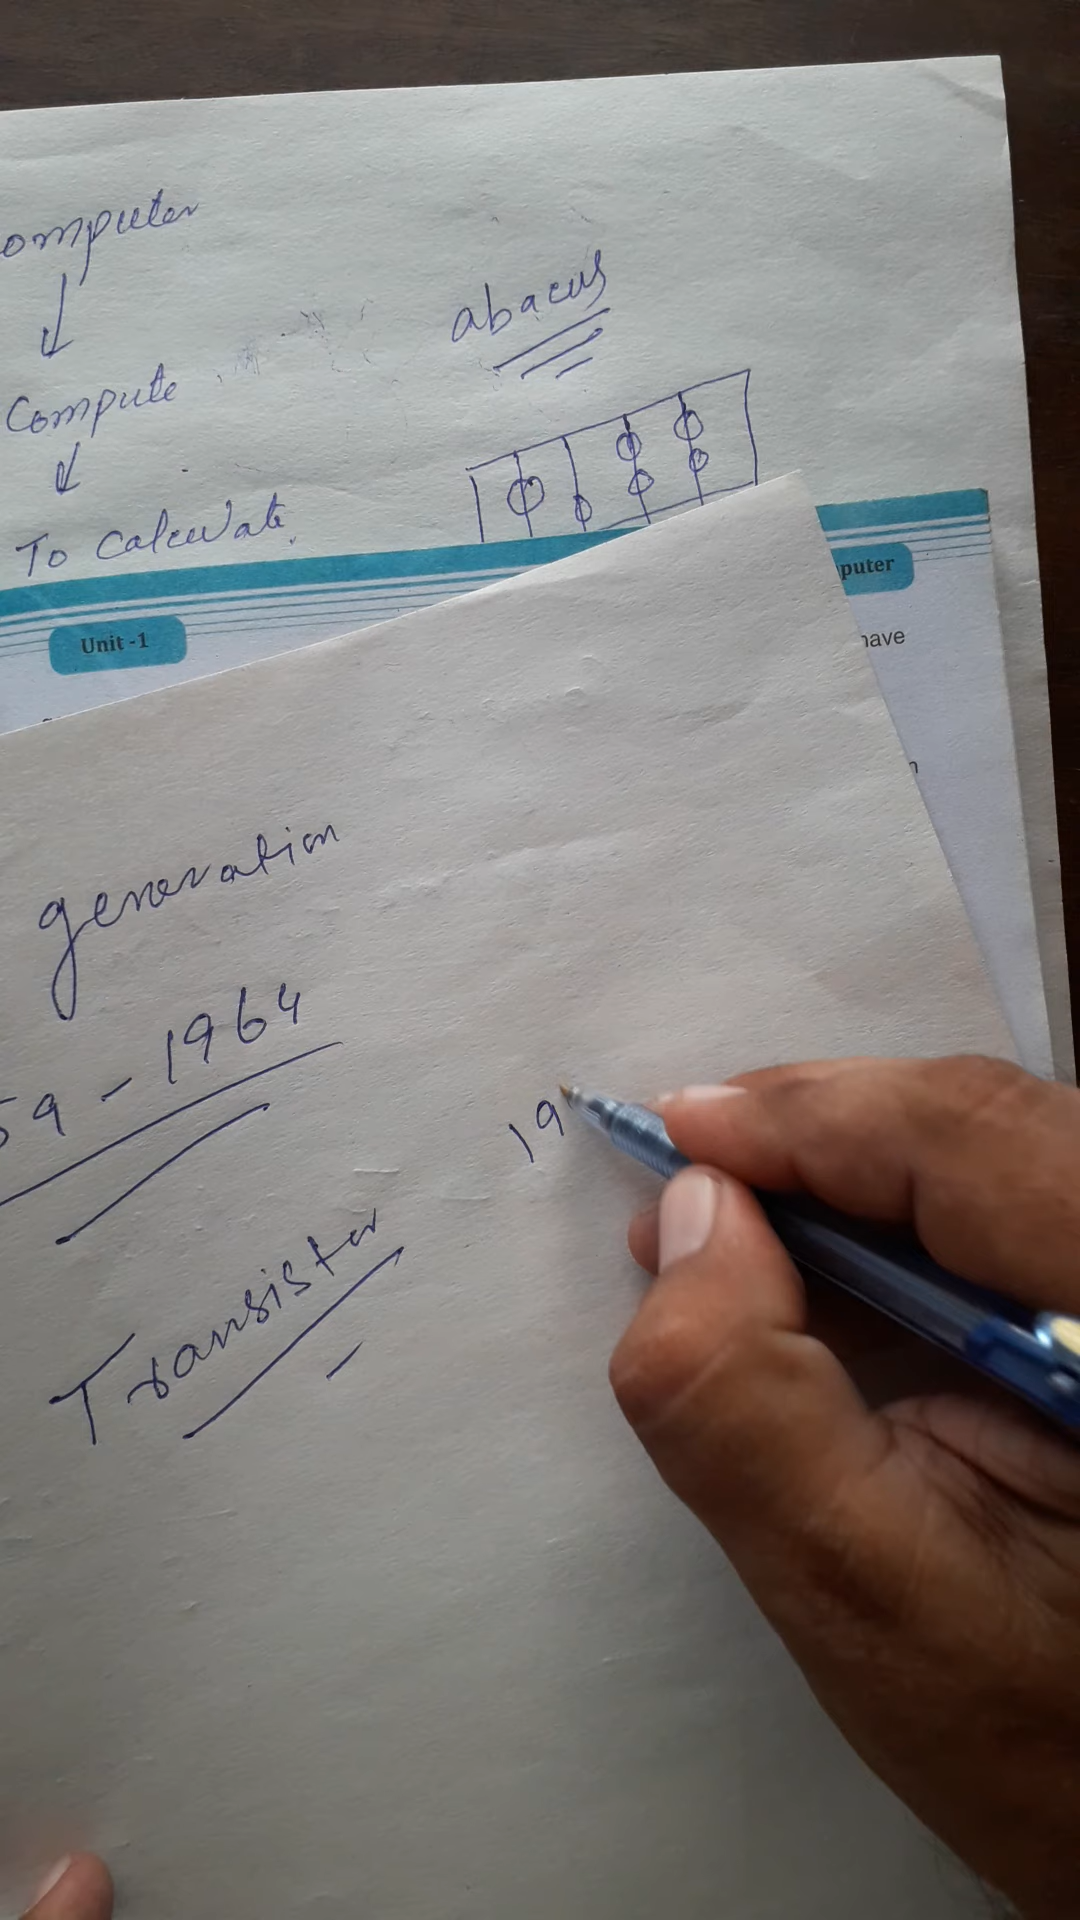 omputer
abacus
Compute
To Calculate
puter
Unit -1
have
generation
59 - 1964
19
Transistor